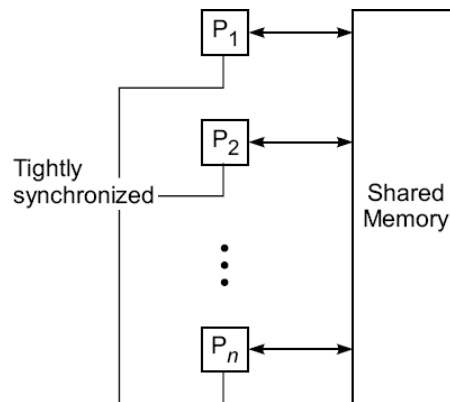 P1
P2
Tightly
synchronized
Shared
Memory
Pn